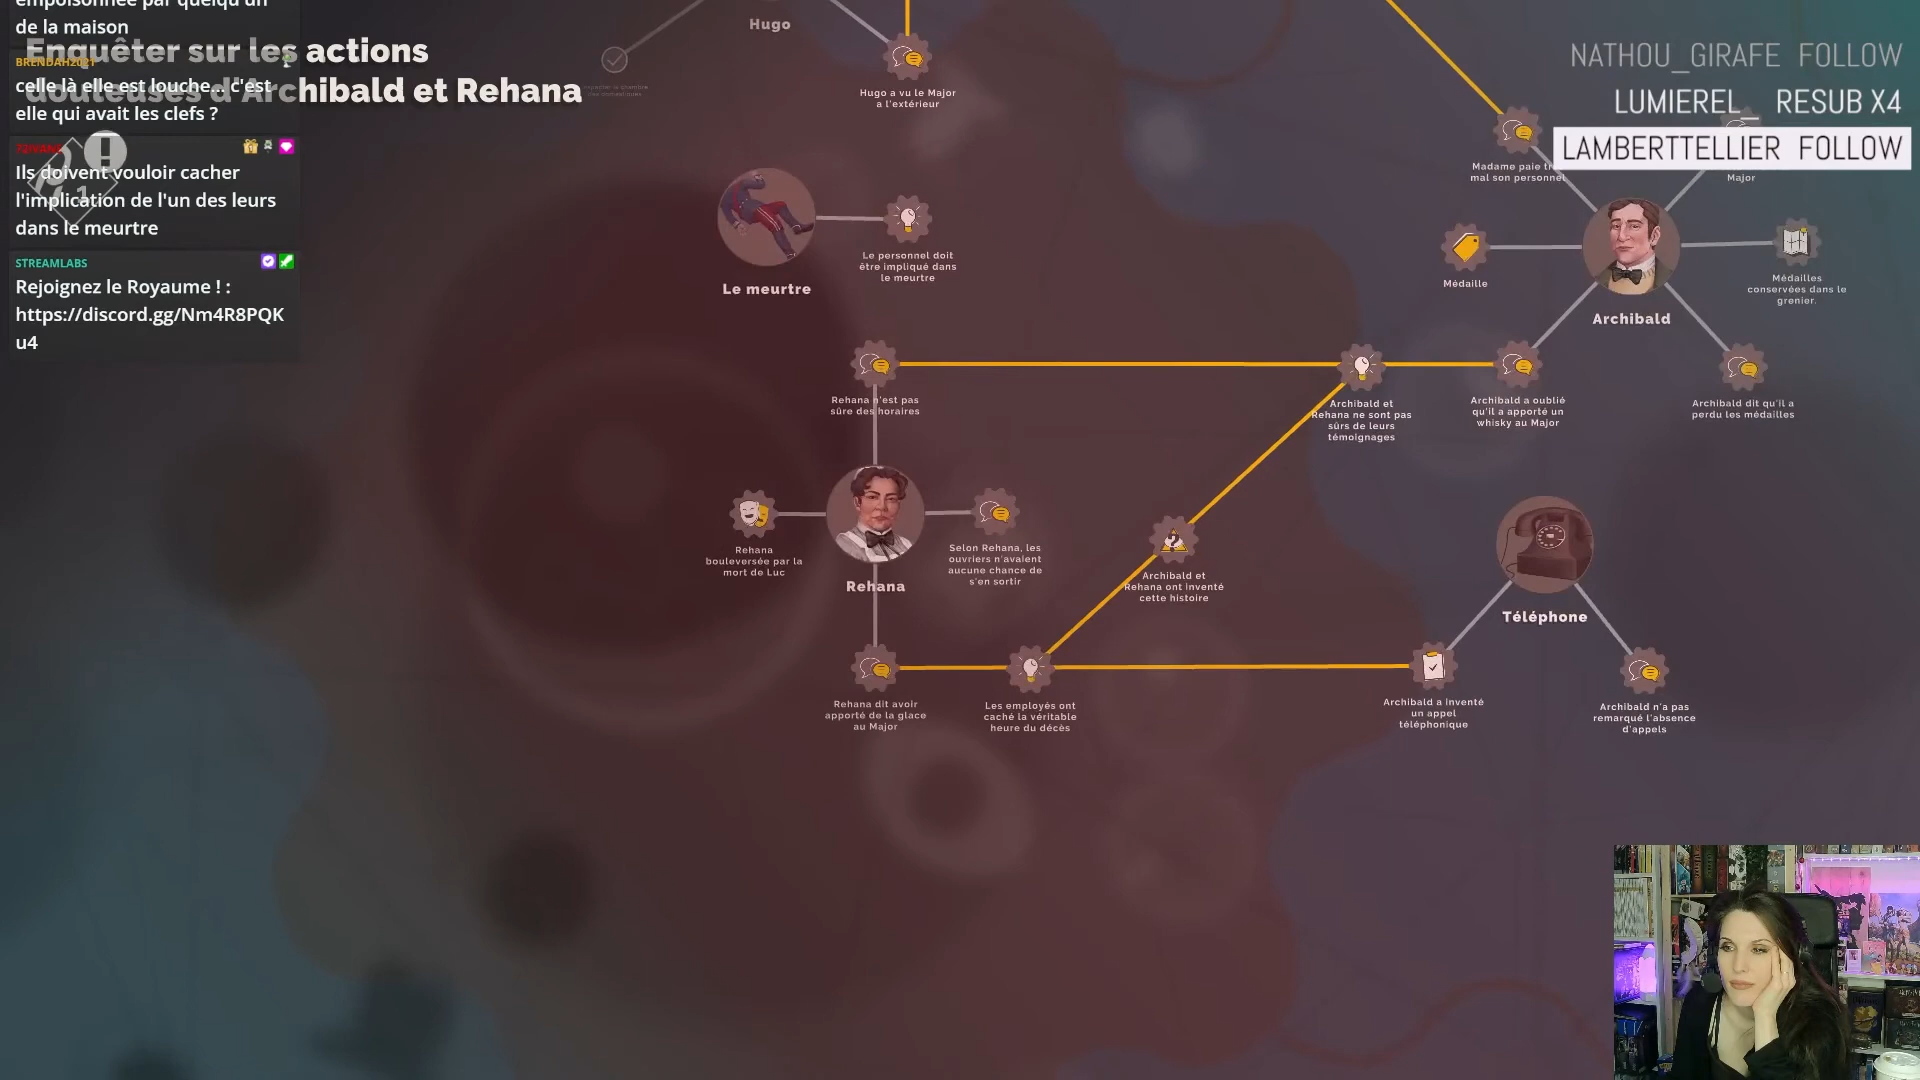 empoisonnée par quelqu'un
de la maison
Enquêter sur les actions
douteuses d'Archibald et Rehana
BRENDAH2021
celle là elle est louche... c'est
elle qui avait les clefs ?
Ils doivent vouloir cacher
l'implication de l'un des leurs
dans le meurtre
1
STREAMLABS
Rejoignez le Royaume ! :
https://discord.gg/Nm4R8PQK
u4
Hugo
Hugo a vu le Major
a l'extérieur
NATHOU_GIRAFE FOLLOW
LUMIEREL_ RESUB X4
LAMBERTTELLIER FOLLOW
Madame paie
mal son personnel
Major
Le meurtre
Le personnel doit
être impliqué dans
le meurtre
Médaille
Archibald
Médailles
conservées dans le
grenier.
Rehana n'est pas
sûre des horaires
Archibald et
Rehana ne sont pas
sûrs de leurs
témoignages
Archibald a oublié
qu'il a apporté un
whisky au Major
Archibald dit qu'il a
perdu les médailles
Rehana
bouleversée par la
mort de Luc
Rehana
Selon Rehana, les
ouvriers n'avaient
aucune chance de
s'en sortir
Archibald et
Rehana ont inventé
cette histoire
Téléphone
Rehana dit avoir
apporté de la glace
au Major
Les employés ont
caché la véritable
heure du décès
Archibald a inventé
un appel
téléphonique
Archibald n'a pas
remarqué l'absence
d'appels